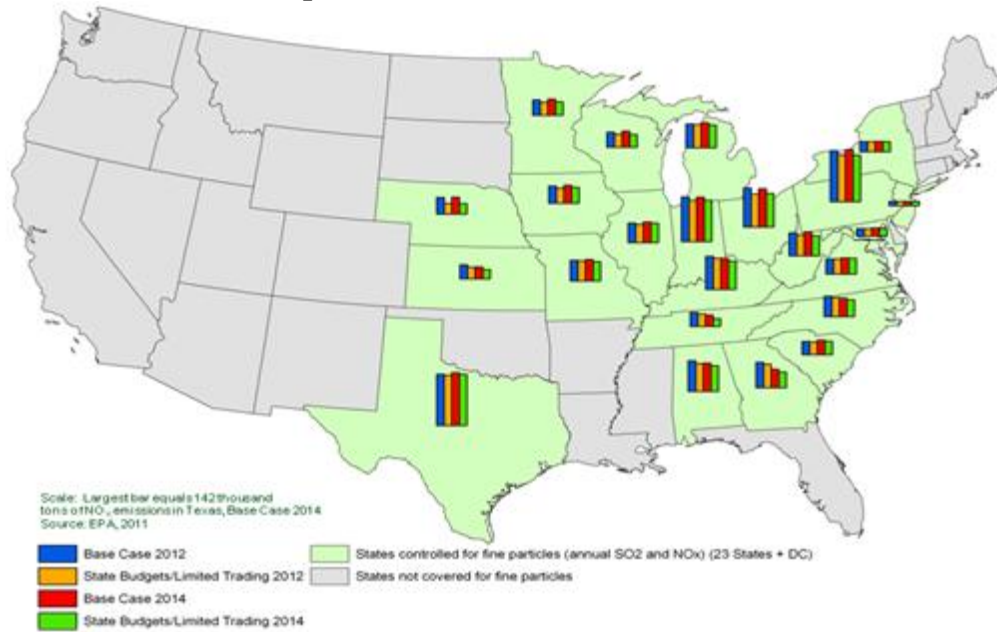 Scale: Largest bar equals 142 thousand
tons of NOx emissions in Texas, Base Case 2014
Source: EPA, 2011
Base Case 2012
State Budgets/Limited Trading 2012
Base Case 2014
State Budgets/Limited Trading 2014
States controlled for fine particles (annual SO2 and NOx) (23 States + DC)
States not covered for fine particles